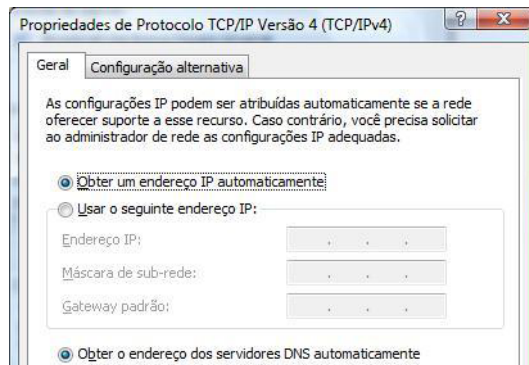 Propriedades de Protocolo TCP/IP Versão 4 (TCP/IPv4)
Geral
Configuração alternativa
As configurações IP podem ser atribuídas automaticamente se a rede
oferecer suporte a esse recurso. Caso contrário, você precisa solicitar
ao administrador de rede as configurações IP adequadas.
Obter um endereço IP automaticamente
Usar o seguinte endereço IP:
Endereço IP:
Máscara de sub-rede:
Gateway padrão:
Obter o endereço dos servidores DNS automaticamente